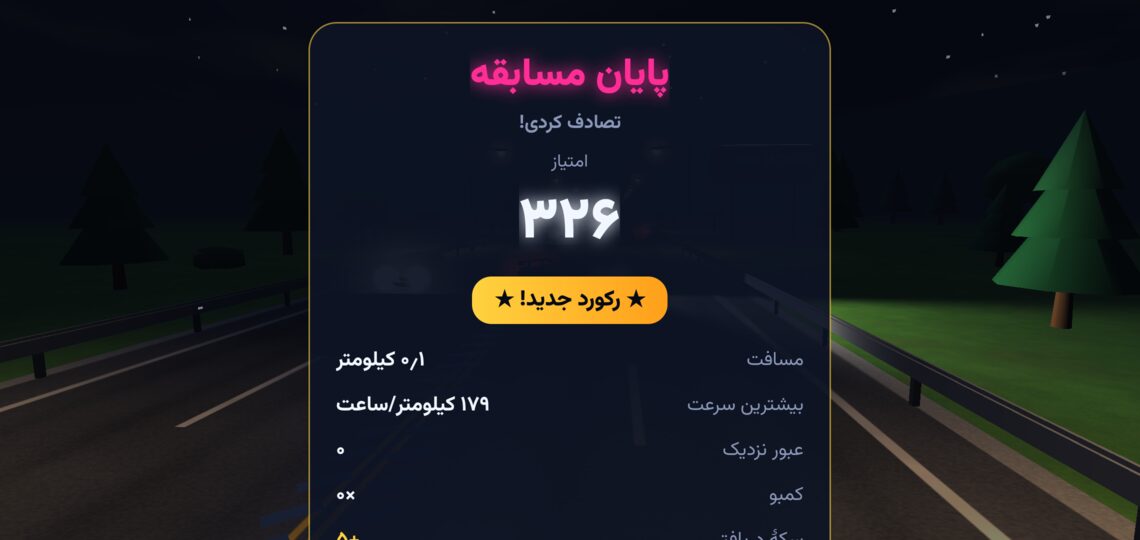 پایان مسابقه
تصادف کردی!
امتیاز
۳۲۶
★ رکورد جدید! ★
مسافت ۰٫۱ کیلومتر
بیشترین سرعت ۱۷۹ کیلومتر/ساعت
عبور نزدیک ۰
کمبو ×۰